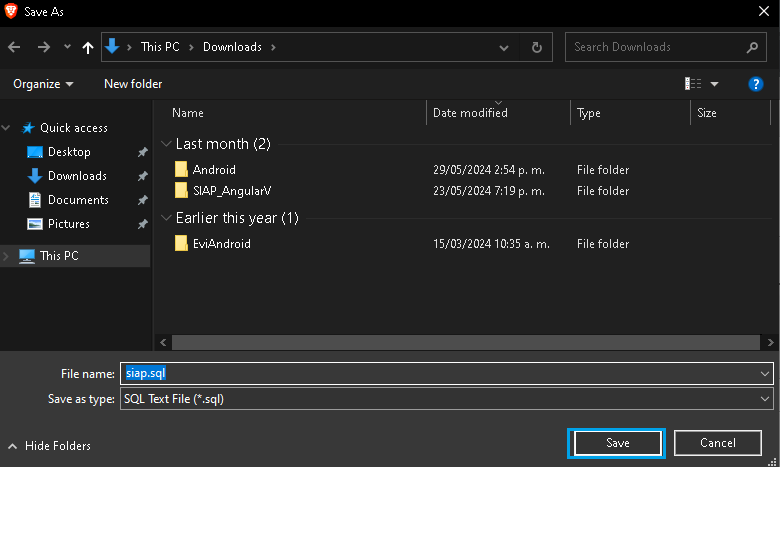 Save As
This PC
Downloads
Search Downloads
Organize
New folder
Name
Date modified
Type
Size
Quick access
Desktop
Downloads
Documents
Pictures
This PC
Last month (2)
Android 29/05/2024 2:54 p. m. File folder
SIAP_AngularV 23/05/2024 7:19 p. m. File folder
Earlier this year (1)
EviAndroid 15/03/2024 10:35 a. m. File folder
File name: siap.sql
Save as type: SQL Text File (*.sql)
Hide Folders
Save
Cancel